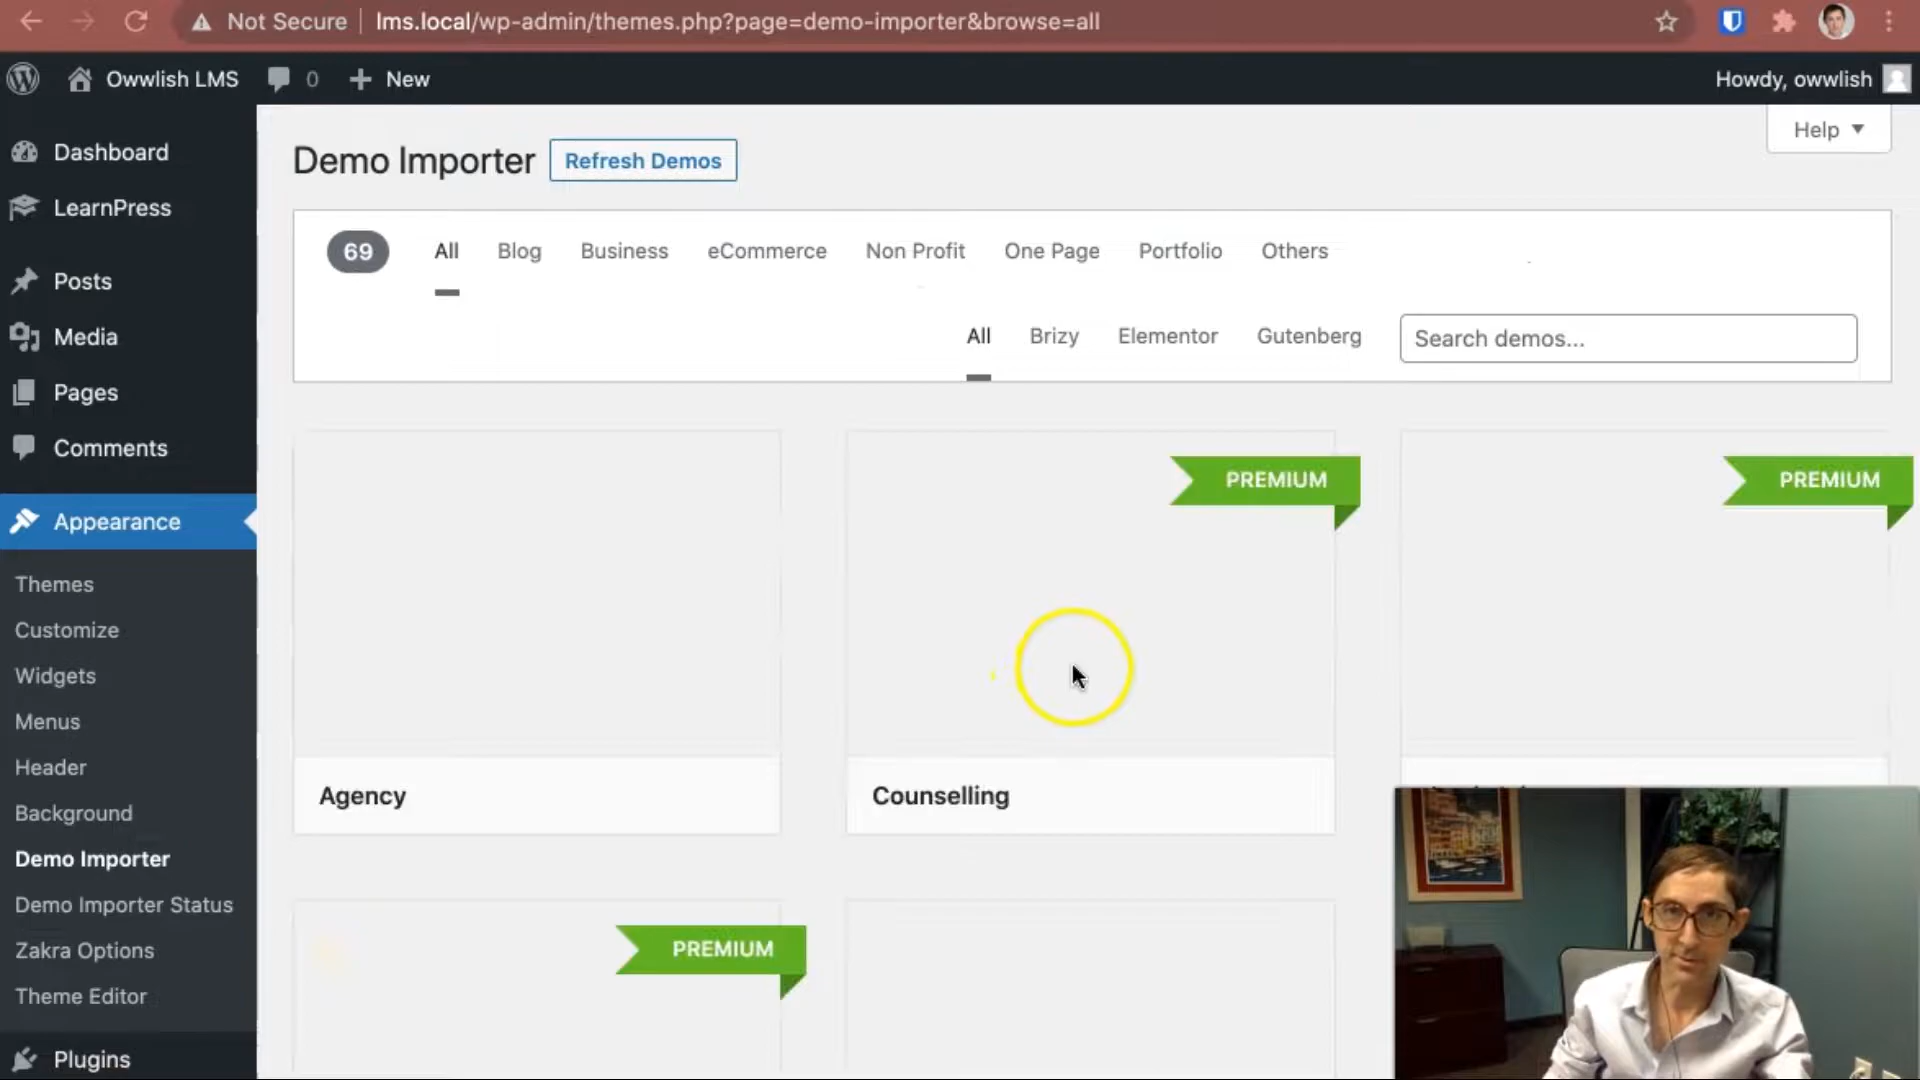 Not Secure
lms.local/wp-admin/themes.php?page=demo-importer&browse=all
Owwlish LMS
0
New
Howdy, owwlish
Dashboard
LearnPress
Posts
Media
Pages
Comments
Appearance
Themes
Customize
Widgets
Menus
Header
Background
Demo Importer
Demo Importer Status
Zakra Options
Theme Editor
Plugins
Help
Demo Importer
Refresh Demos
69 All Blog Business eCommerce Non Profit One Page Portfolio Others
All Brizy Elementor Gutenberg Search demos...
PREMIUM
PREMIUM
Agency
Counselling
PREMIUM